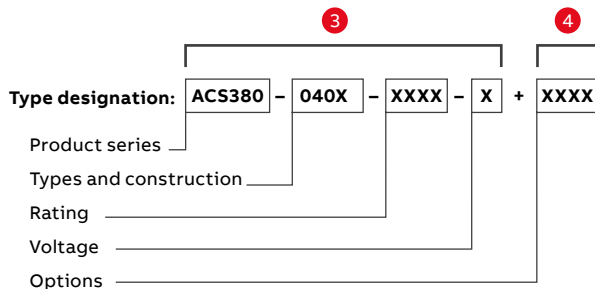 3 4
Type designation: ACS380 – 040X – XXXX – X + XXXX
Product series
Types and construction
Rating
Voltage
Options